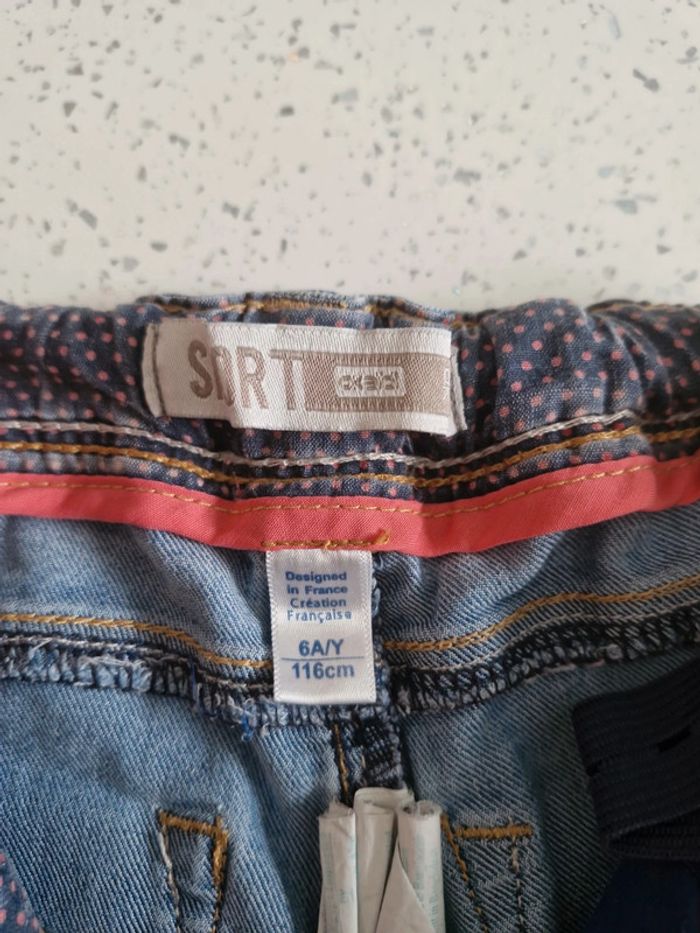 SORT
Designed
in France
Création
Française
6A/Y
116cm